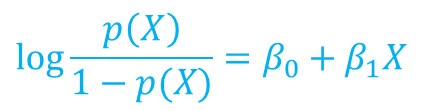 log p(X) / 1 − p(X) = β₀ + β₁X